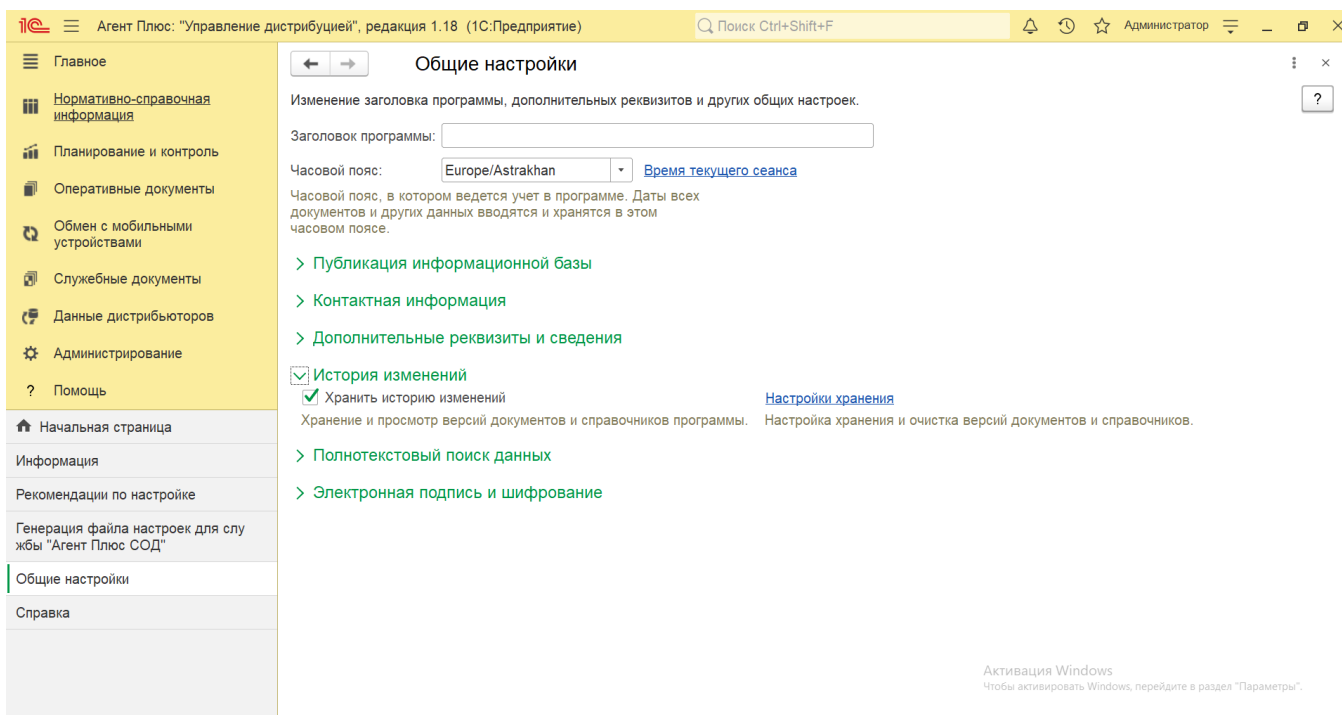 1С Агент Плюс: "Управление дистрибуцией", редакция 1.18 (1С:Предприятие) Поиск Ctrl+Shift+F Администратор
Главное
Нормативно-справочная
информация
Планирование и контроль
Оперативные документы
Обмен с мобильными
устройствами
Служебные документы
Данные дистрибьюторов
Администрирование
? Помощь
Начальная страница
Информация
Рекомендации по настройке
Генерация файла настроек для слу
жбы "Агент Плюс СОД"
Общие настройки
Справка
Общие настройки
Изменение заголовка программы, дополнительных реквизитов и других общих настроек.
?
Заголовок программы:
Часовой пояс: Europe/Astrakhan Время текущего сеанса
Часовой пояс, в котором ведется учет в программе. Даты всех
документов и других данных вводятся и хранятся в этом
часовом поясе.
Публикация информационной базы
Контактная информация
Дополнительные реквизиты и сведения
История изменений
Хранить историю изменений Настройки хранения
Хранение и просмотр версий документов и справочников программы. Настройка хранения и очистка версий документов и справочников.
Полнотекстовый поиск данных
Электронная подпись и шифрование
Активация Windows
Чтобы активировать Windows, перейдите в раздел "Параметры".